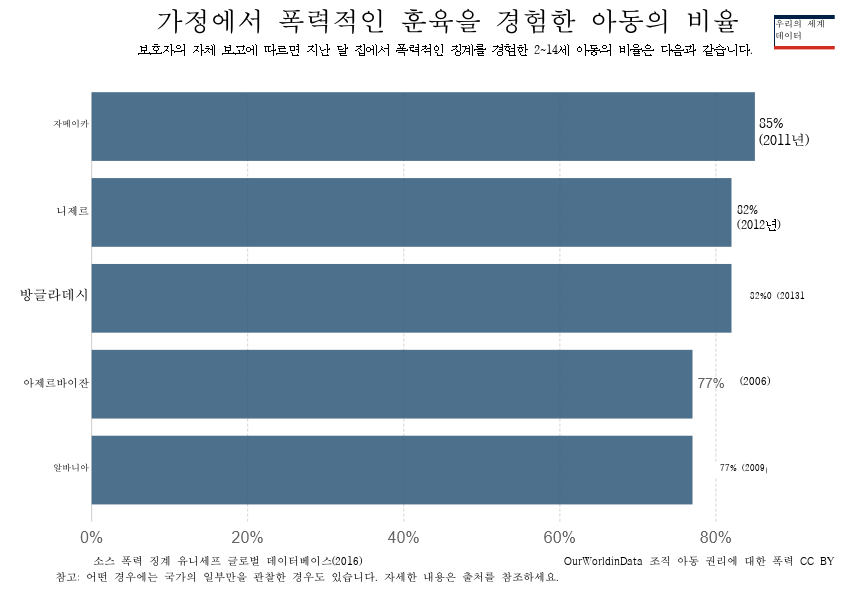 가정에서 폭력적인 훈육을 경험한 아동의 비율
우리의 세계
데이터
보호자의 자체 보고에 따르면 지난 달 집에서 폭력적인 징계를 경험한 2~14세 아동의 비율은 다음과 같습니다.
자메이카
85%
(2011년)
니제르
82%
(2012년)
방글라데시
82%0 (20131
아제르바이잔
77% (2006)
알바니아
77% (2009)
0% 20% 40% 60% 80%
소스 폭력 징계 유니세프 글로벌 데이터베이스(2016)
OurWorldinData 조직 아동 권리에 대한 폭력 CC BY
참고: 어떤 경우에는 국가의 일부만을 관찰한 경우도 있습니다. 자세한 내용은 출처를 참조하세요.